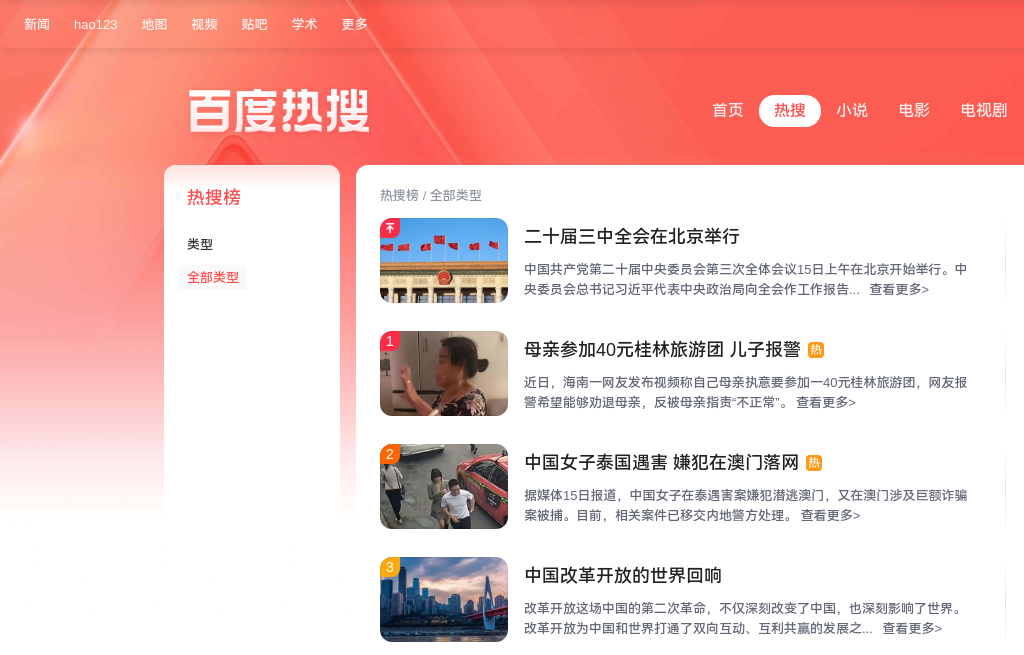 新闻 hao123 地图 视频 贴吧 学术 更多
百度热搜
首页 热搜 小说 电影 电视剧
热搜榜
类型
全部类型
热搜榜 / 全部类型
二十届三中全会在北京举行
中国共产党第二十届中央委员会第三次全体会议15日上午在北京开始举行。中
央委员会总书记习近平代表中央政治局向全会作工作报告... 查看更多>
1
母亲参加40元桂林旅游团 儿子报警 热
近日，海南一网友发布视频称自己母亲执意要参加一40元桂林旅游团，网友报
警希望能够劝退母亲，反被母亲指责“不正常”。 查看更多>
2
中国女子泰国遇害 嫌犯在澳门落网 热
据媒体15日报道，中国女子在泰遇害案嫌犯潜逃澳门，又在澳门涉及巨额诈骗
案被捕。目前，相关案件已移交内地警方处理。 查看更多>
3
中国改革开放的世界回响
改革开放这场中国的第二次革命，不仅深刻改变了中国，也深刻影响了世界。
改革开放为中国和世界打通了双向互动、互利共赢的发展之... 查看更多>